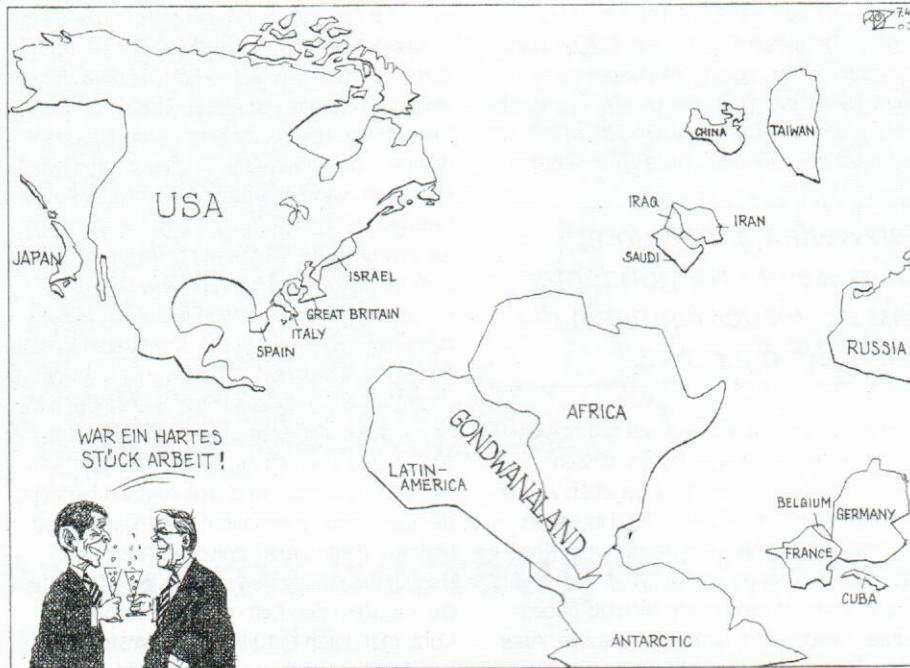 CHINA
TAIWAN
USA
IRAQ
IRAN
SAUDI
JAPAN
ISRAEL
GREAT BRITAIN
ITALY
SPAIN
RUSSIA
AFRICA
GONDWANALAND
LATIN-
AMERICA
WAR EIN HARTES
STÜCK ARBEIT!
BELGIUM
GERMANY
FRANCE
CUBA
ANTARCTIC